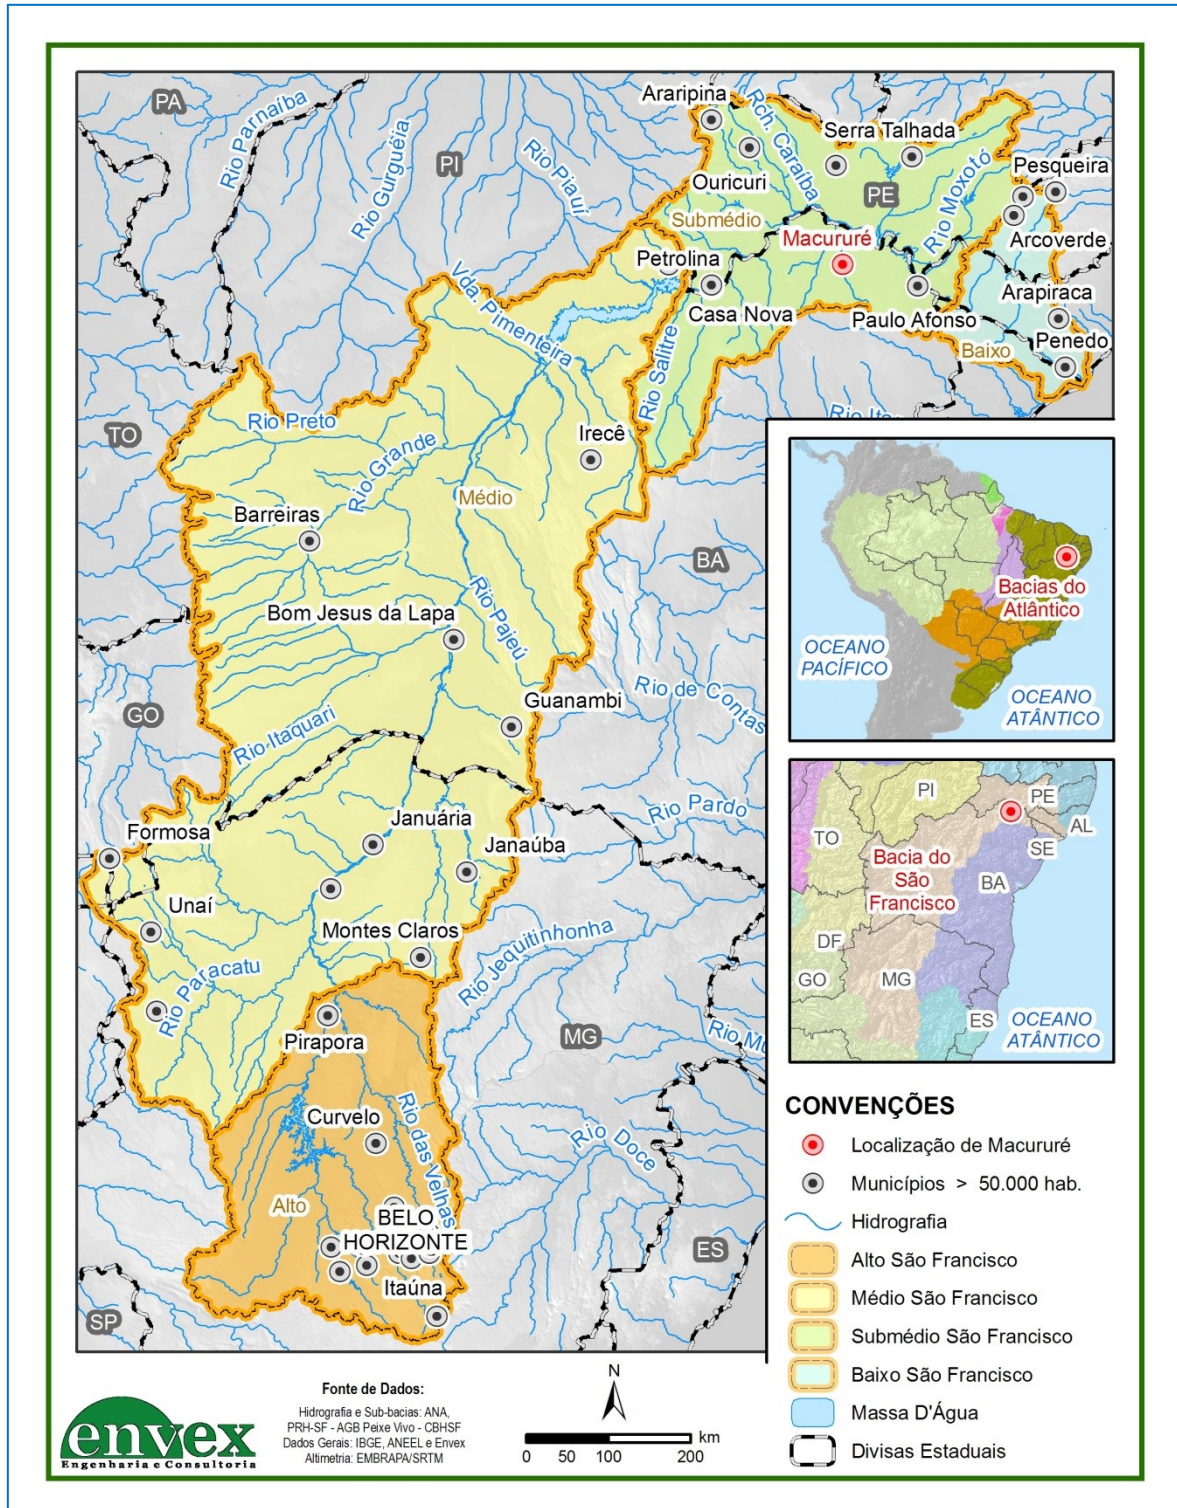 PA
Rio Parnaíba
Rio Gurguéia
PI
Rio Piauí
Araripina
Rch. Caraíba
Serra Talhada
Ouricuri
PE
Rio Moxotó
Pesqueira
Submédio
Macururé
Arcoverde
Petrolina
Vda. Pimenteira
Casa Nova
Paulo Afonso
Arapiraca
Baixo
Penedo
Rio Salitre
TO
Rio Preto
Rio Grande
Irecê
Médio
Barreiras
BA
Bom Jesus da Lapa
Rio Pajeú
Rio de Contas
GO
Guanambi
Rio Itaquari
Rio Pardo
Formosa
Januária
Janaúba
Unaí
Montes Claros
Rio Jequitinhonha
Rio Paracatu
Pirapora
MG
Curvelo
Rio das Velhas
Rio Doce
Alto
BELO
HORIZONTE
ES
Itaúna
SP
Bacias do
Atlântico
OCEANO
PACÍFICO
OCEANO
ATÂNTICO
PI
PE
TO
AL
SE
Bacia do
São
Francisco
BA
DF
GO
MG
ES
OCEANO
ATÂNTICO
CONVENÇÕES
Localização de Macururé
Municípios > 50.000 hab.
Hidrografia
Alto São Francisco
Médio São Francisco
Submédio São Francisco
Baixo São Francisco
Massa D'Água
Divisas Estaduais
envex
Engenharia e Consultoria
Fonte de Dados:
Hidrografia e Sub-bacias: ANA,
PRH-SF - AGB Peixe Vivo - CBHSF
Dados Gerais: IBGE, ANEEL e Envex
Altimetria: EMBRAPA/SRTM
N
km
0 50 100 200